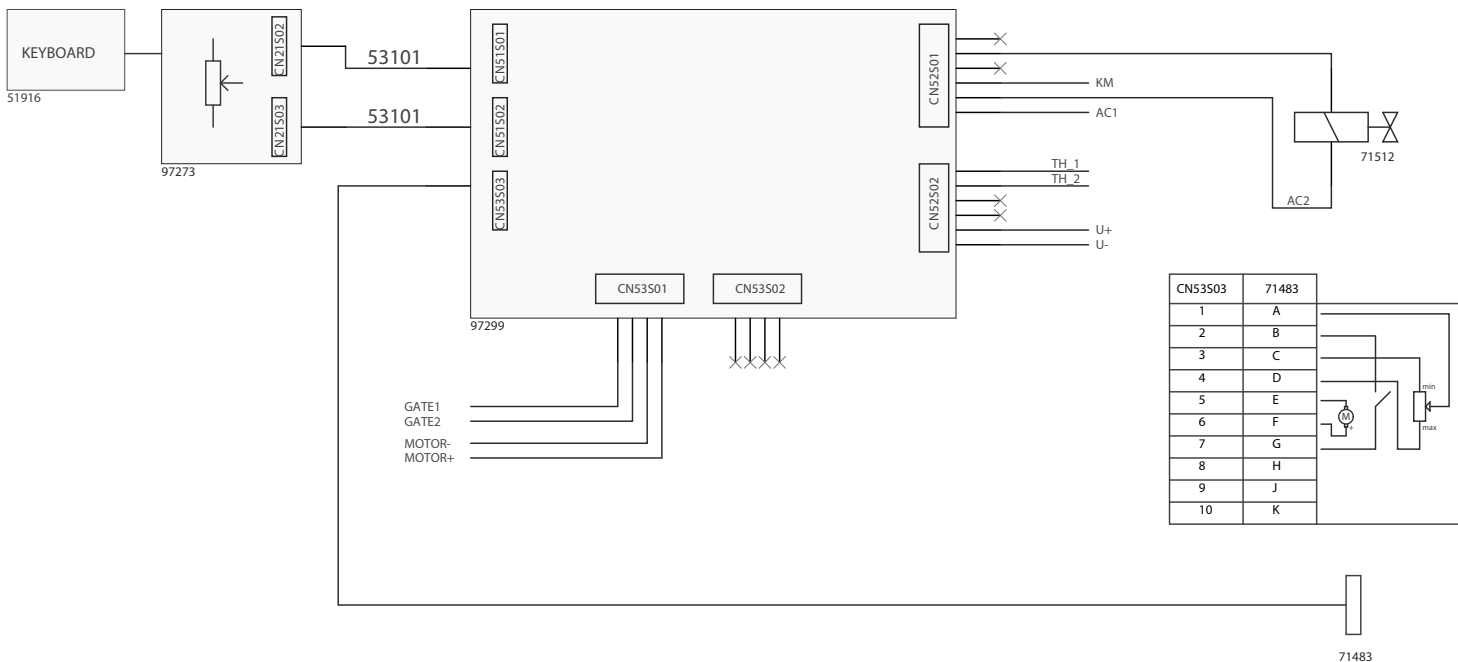 KEYBOARD
51916
CN21S02
CN21S03
97273
53101
53101
CN51S01
CN51S02
CN53S03
CN52S01
CN52S02
CN53S01
CN53S02
97299
KM
AC1
TH_1
TH_2
U+
U-
71512
AC2
GATE1
GATE2
MOTOR-
MOTOR+
CN53S03 71483
1 A
2 B
3 C
4 D
5 E
6 F
7 G
8 H
9 J
10 K
min
M
+
max
71483